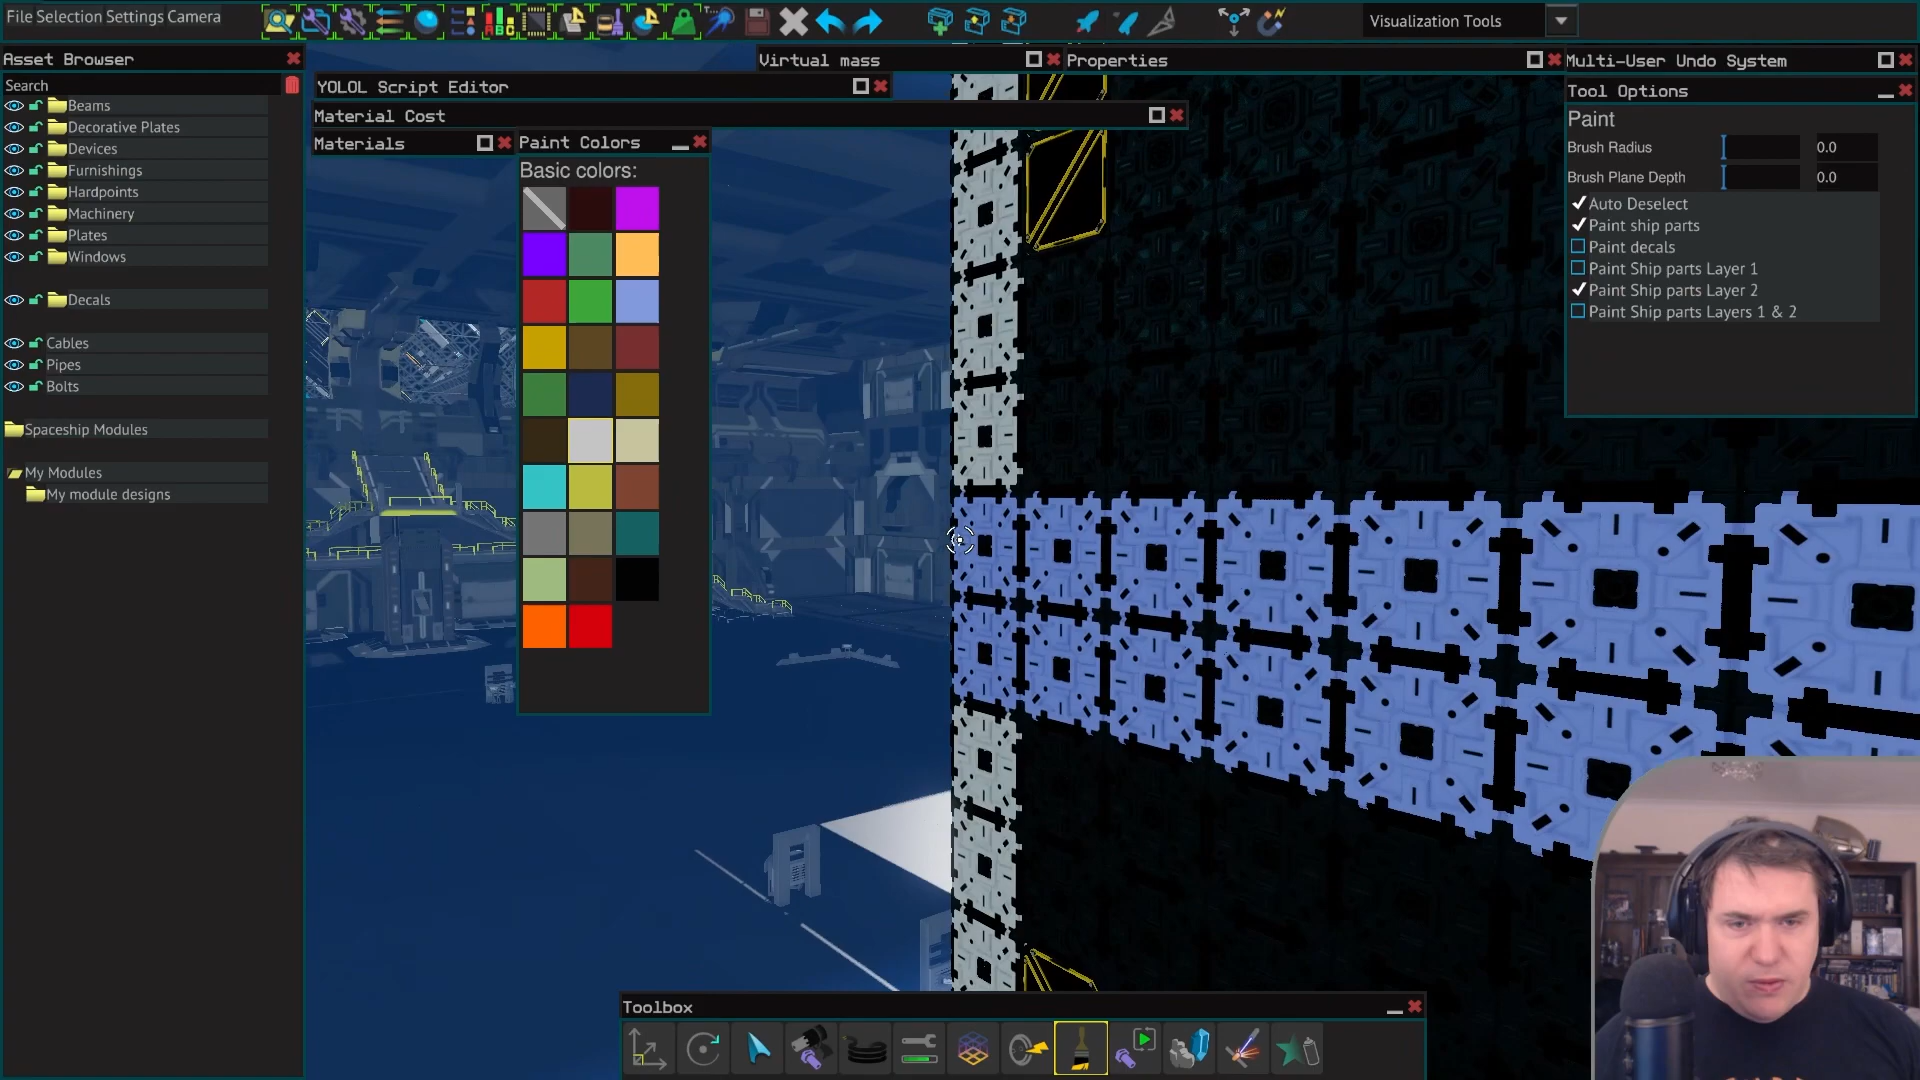 File Selection Settings Camera
ABC
Visualization Tools
Asset Browser
Search
Beams
Decorative Plates
Devices
Furnishings
Hardpoints
Machinery
Plates
Windows
Decals
Cables
Pipes
Bolts
Spaceship Modules
My Modules
My module designs
Virtual mass
Properties
Multi-User Undo System
YOLOL Script Editor
Material Cost
Materials
Paint Colors
Basic colors:
Tool Options
Paint
Brush Radius 0.0
Brush Plane Depth 0.0
Auto Deselect
Paint ship parts
Paint decals
Paint Ship parts Layer 1
Paint Ship parts Layer 2
Paint Ship parts Layers 1 & 2
Toolbox